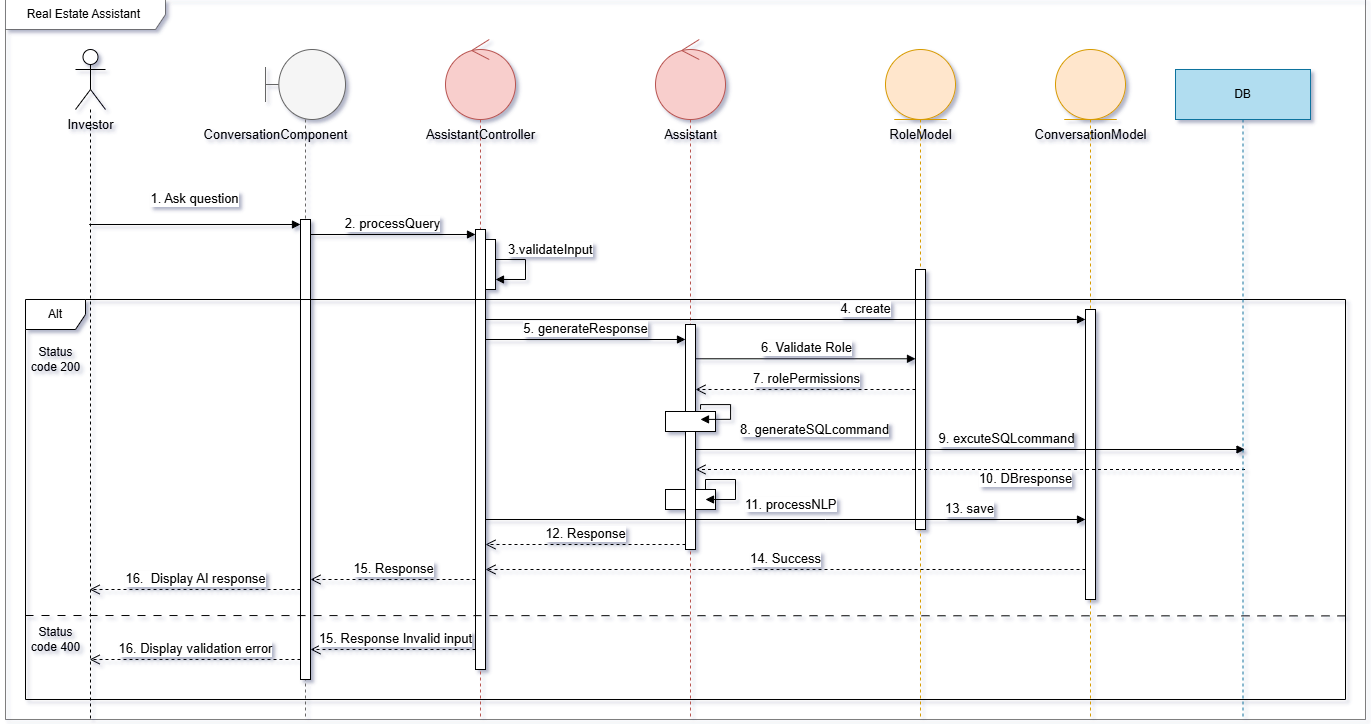 Real Estate Assistant
Investor
ConversationComponent
AssistantController
Assistant
RoleModel
ConversationModel
DB
1. Ask question
2. processQuery
3.validateInput
Alt
Status
code 200
4. create
5. generateResponse
6. Validate Role
7. rolePermissions
8. generateSQLcommand
9. excuteSQLcommand
10. DBresponse
11. processNLP
13. save
12. Response
14. Success
15. Response
16. Display AI response
Status
code 400
15. Response Invalid input
16. Display validation error